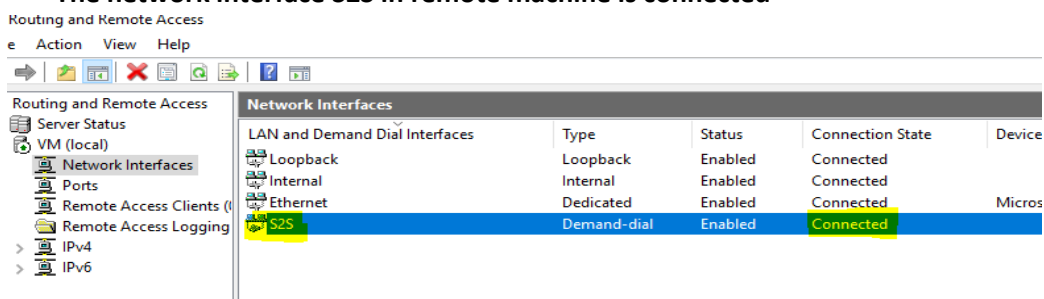 The network interface S2S in remote machine is connected
Routing and Remote Access
e Action View Help
Routing and Remote Access
Server Status
VM (local)
Network Interfaces
Ports
Remote Access Clients (
Remote Access Logging
IPv4
IPv6
Network Interfaces
LAN and Demand Dial Interfaces Type Status Connection State Device
Loopback Loopback Enabled Connected
Internal Internal Enabled Connected
Ethernet Dedicated Enabled Connected Micros
S2S Demand-dial Enabled Connected